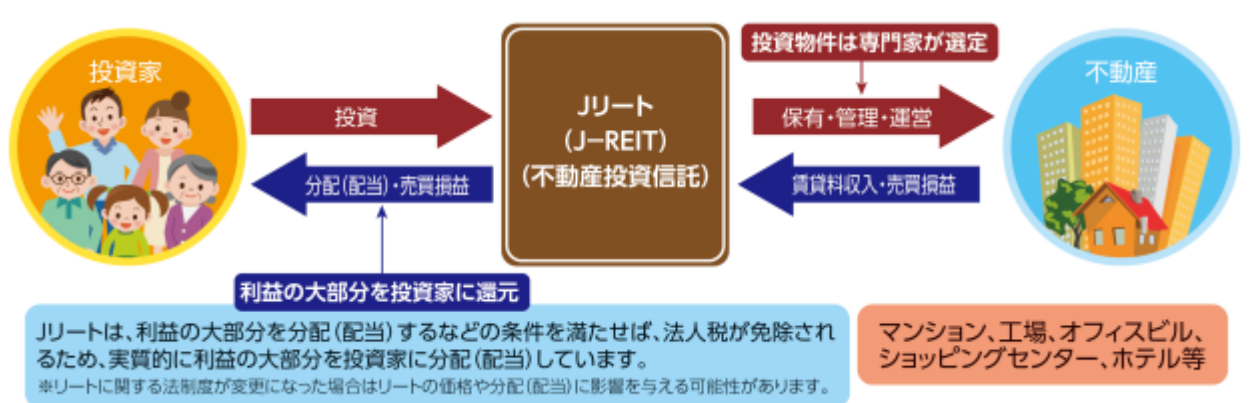 投資家
投資
分配(配当)・売買損益
利益の大部分を投資家に還元
Jリート
(J−REIT)
(不動産投資信託)
投資物件は専門家が選定
保有・管理・運営
賃貸料収入・売買損益
不動産
Jリートは、利益の大部分を分配(配当)するなどの条件を満たせば、法人税が免除され
るため、実質的に利益の大部分を投資家に分配(配当)しています。
※リートに関する法制度が変更になった場合はリートの価格や分配(配当)に影響を与える可能性があります。
マンション、工場、オフィスビル、
ショッピングセンター、ホテル等